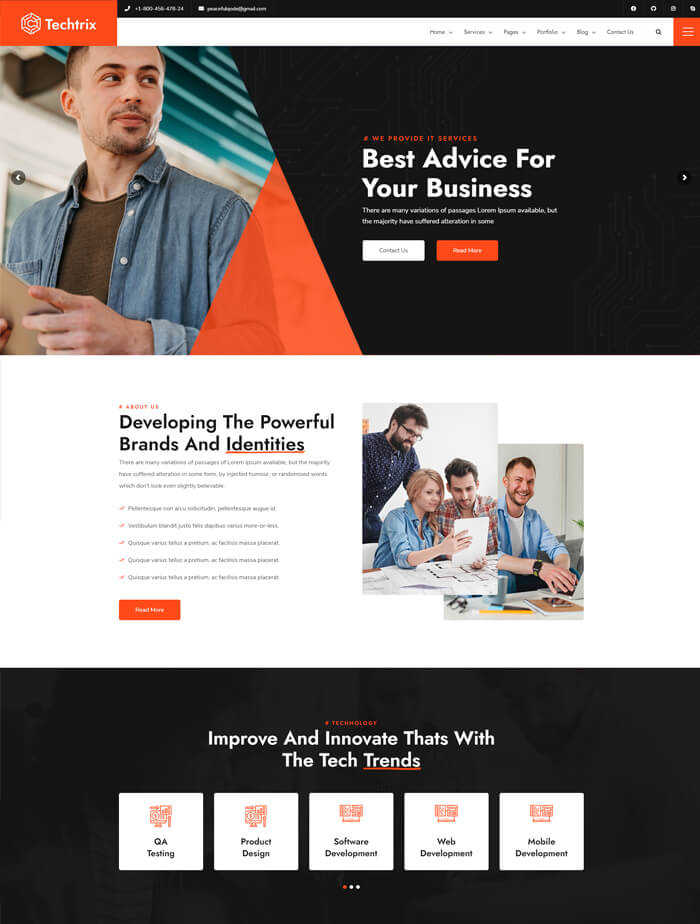 Techtrix
+1-800-456-478-24
peacefulqode@gmail.com
Home
Services
Pages
Portfolio
Blog
Contact Us
# WE PROVIDE IT SERVICES
Best Advice For
Your Business
There are many variations of passages Lorem Ipsum available, but
the majority have suffered alteration in some
Contact Us
Read More
# ABOUT US
Developing The Powerful
Brands And Identities
There are many variations of passages of Lorem Ipsum available, but the majority
have suffered alteration in some form, by injected humour, or randomised words
which don't look even slightly believable.
Pellentesque non arcu sollicitudin, pellentesque augue id.
Vestibulum blandit justo felis dapibus varius more-or-less.
Quisque varius tellus a pretium, ac facilisis massa placerat.
Quisque varius tellus a pretium, ac facilisis massa placerat.
Quisque varius tellus a pretium, ac facilisis massa placerat.
Read More
# TECHNOLOGY
Improve And Innovate Thats With
The Tech Trends
QA
Testing
Product
Design
Software
Development
Web
Development
Mobile
Development